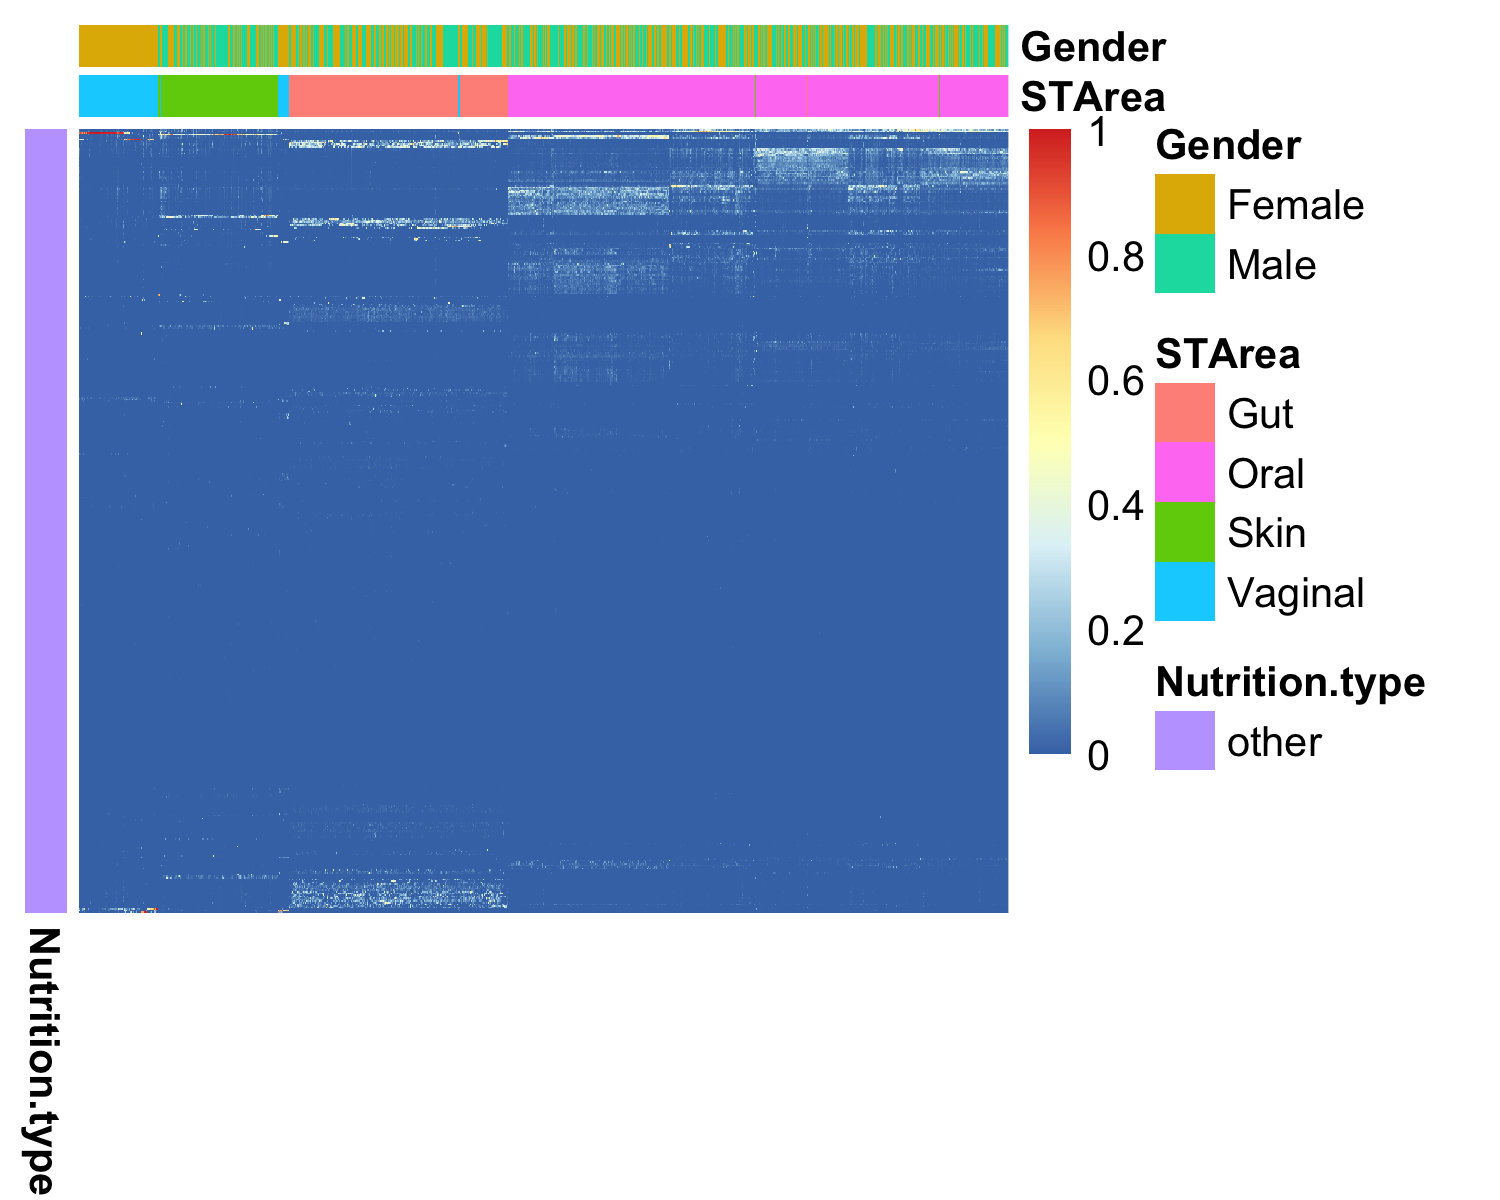 Gender
STArea
1
0.8
0.6
0.4
0.2
0
Gender
Female
Male
STArea
Gut
Oral
Skin
Vaginal
Nutrition.type
other
Nutrition.type